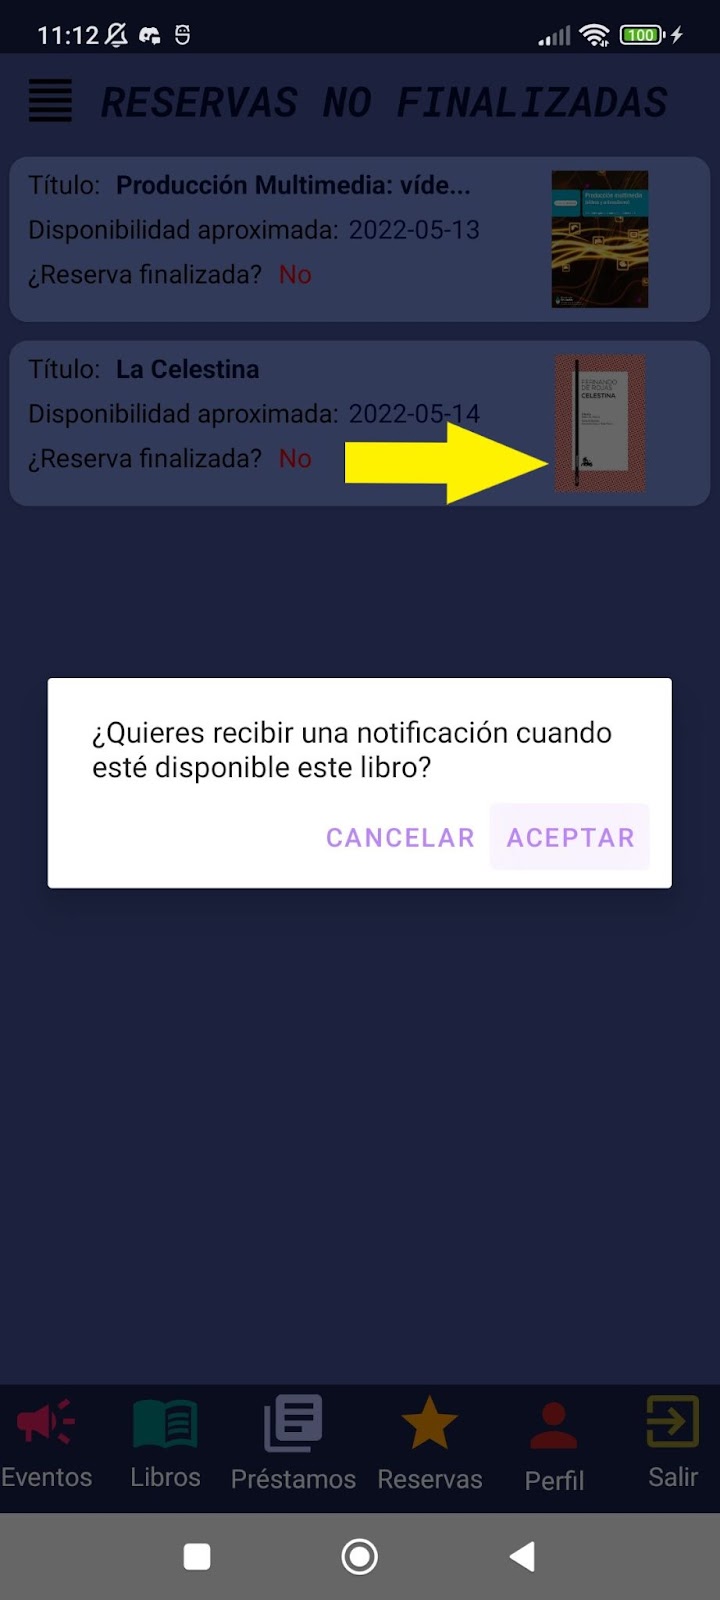 11:12
100
RESERVAS NO FINALIZADAS
Título: Producción Multimedia: víde...
Disponibilidad aproximada: 2022-05-13
¿Reserva finalizada? No
Producción multimedia
Título: La Celestina
Disponibilidad aproximada: 2022-05-14
¿Reserva finalizada? No
FERNANDO
DE ROJAS
CELESTINA
¿Quieres recibir una notificación cuando
esté disponible este libro?
CANCELAR ACEPTAR
Eventos Libros Préstamos Reservas Perfil Salir